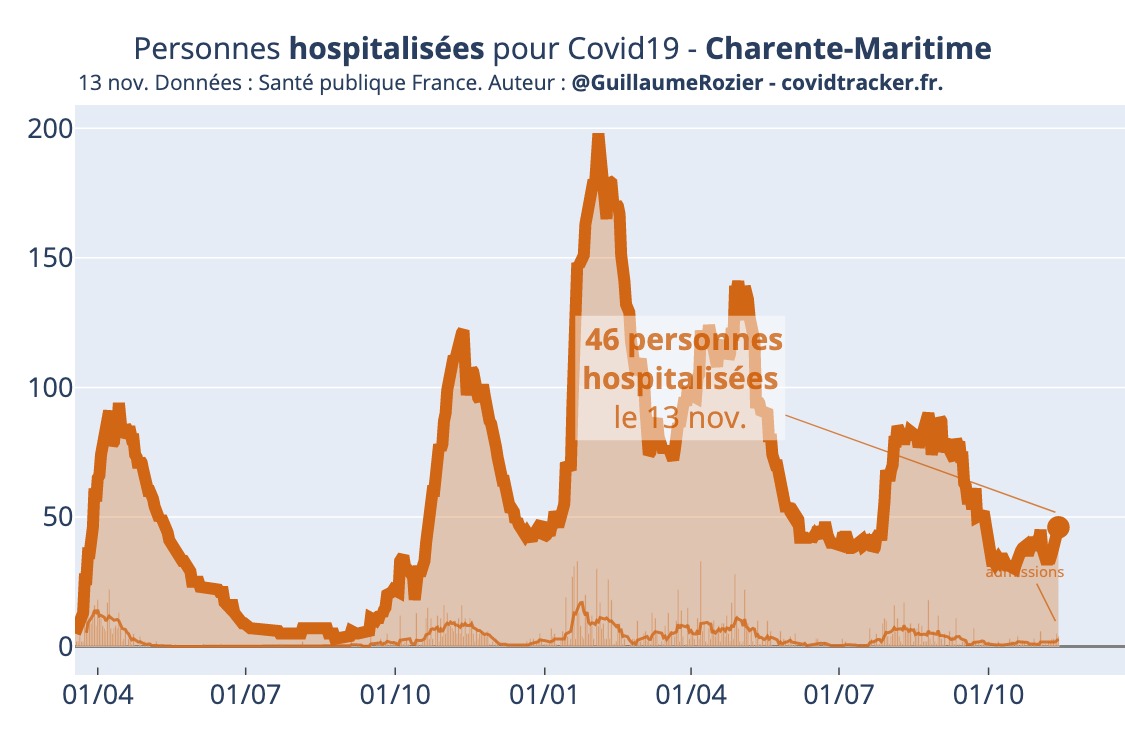 Personnes hospitalisées pour Covid19 - Charente-Maritime
13 nov. Données : Santé publique France. Auteur : @GuillaumeRozier - covidtracker.fr.
200
150
46 personnes
hospitalisées
le 13 nov.
100
50
admissions
0
01/04 01/07 01/10 01/01 01/04 01/07 01/10